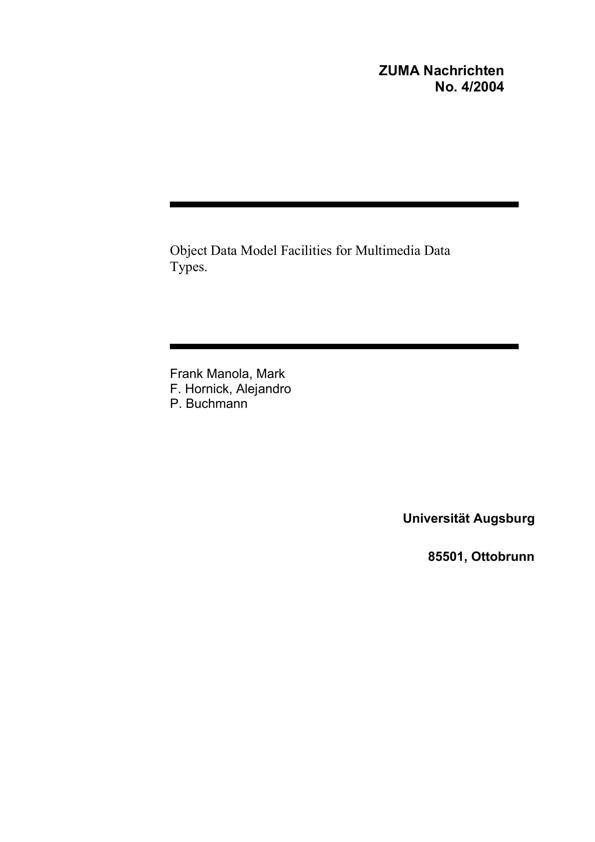 ZUMA Nachrichten
No. 4/2004
Object Data Model Facilities for Multimedia Data
Types.
Frank Manola, Mark
F. Hornick, Alejandro
P. Buchmann
Universität Augsburg
85501, Ottobrunn